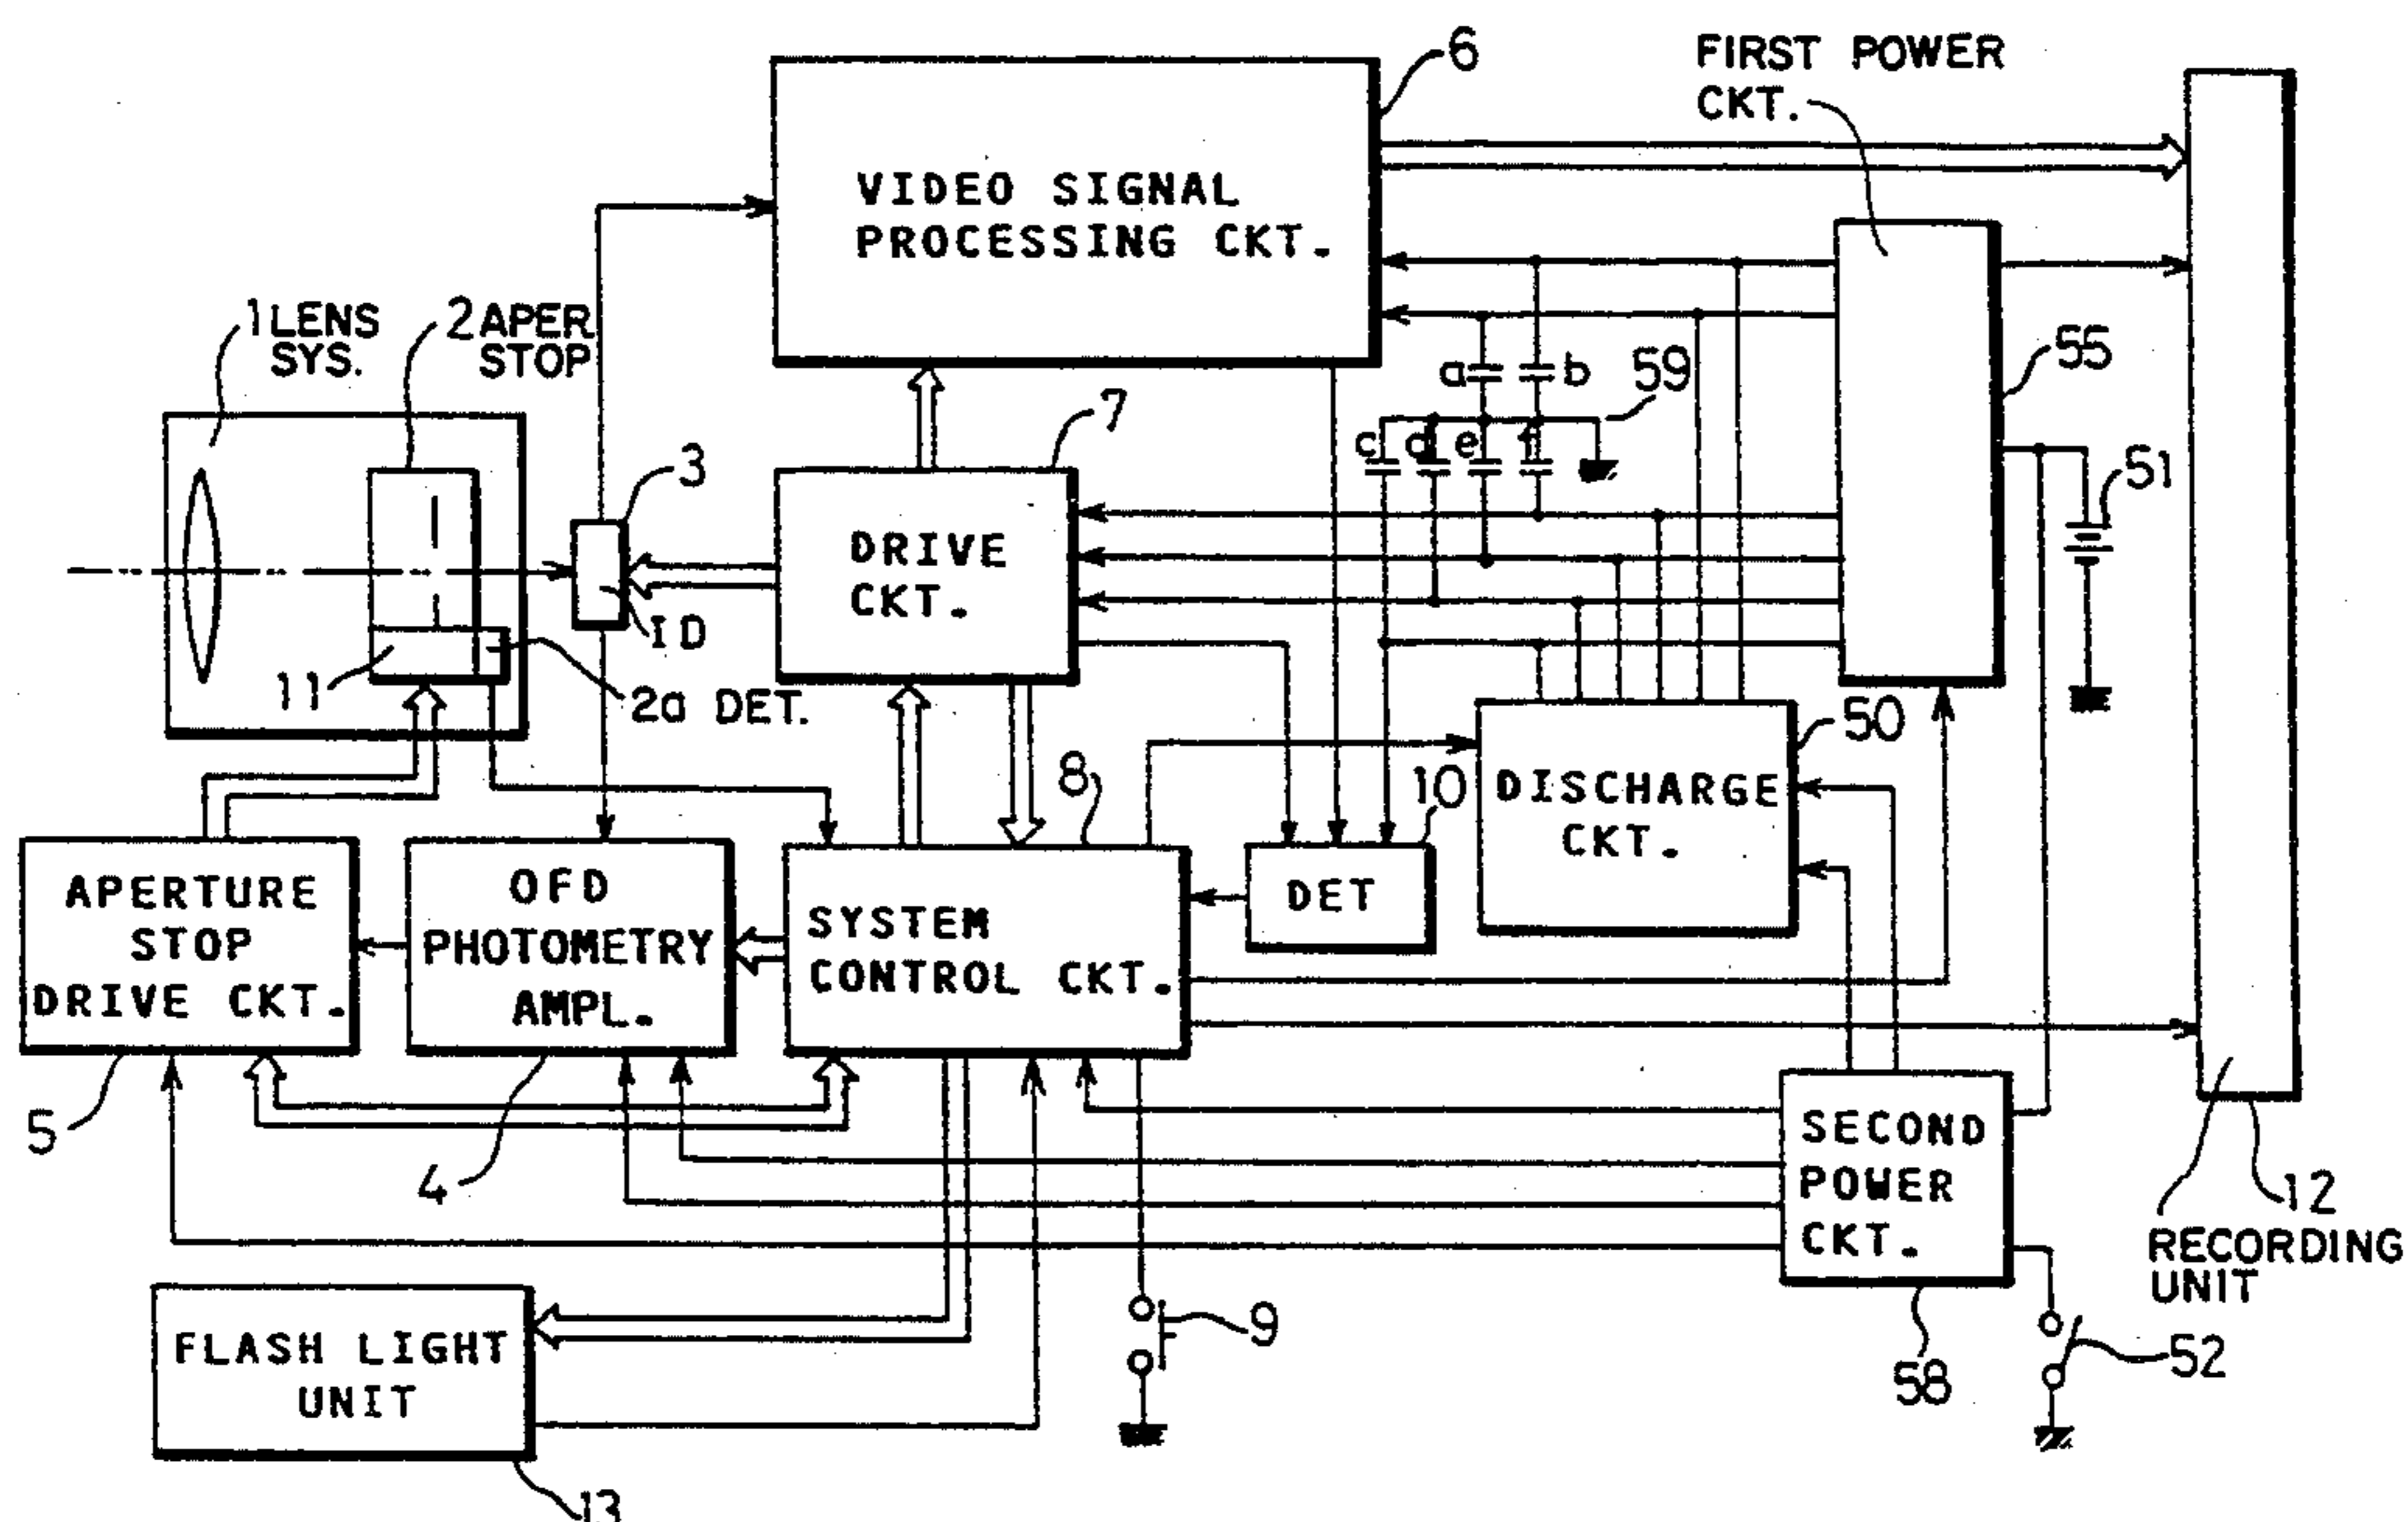 6
FIRST POWER
CKT.
VIDEO SIGNAL
PROCESSING CKT.
1 LENS
SYS.
2 APER
STOP
a
b
59
55
7
3
c
d
e
f
51
DRIVE
CKT.
ID
11
2a DET.
50
8
10
DISCHARGE
CKT.
APERTURE
STOP
DRIVE CKT.
OFD
PHOTOMETRY
AMPL.
SYSTEM
CONTROL CKT.
DET
5
4
SECOND
POWER
CKT.
12
RECORDING
UNIT
FLASH LIGHT
UNIT
9
58
52
13